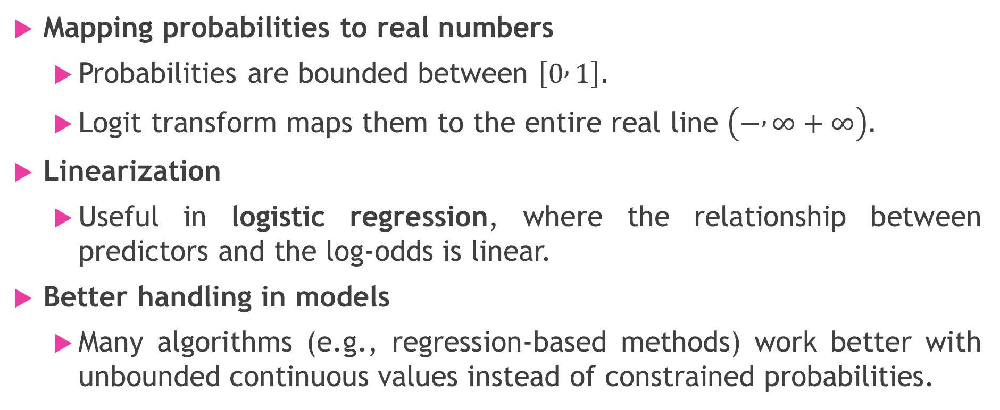 Mapping probabilities to real numbers
Probabilities are bounded between [0, 1].
Logit transform maps them to the entire real line (−, ∞ + ∞).
Linearization
Useful in logistic regression, where the relationship between
predictors and the log-odds is linear.
Better handling in models
Many algorithms (e.g., regression-based methods) work better with
unbounded continuous values instead of constrained probabilities.